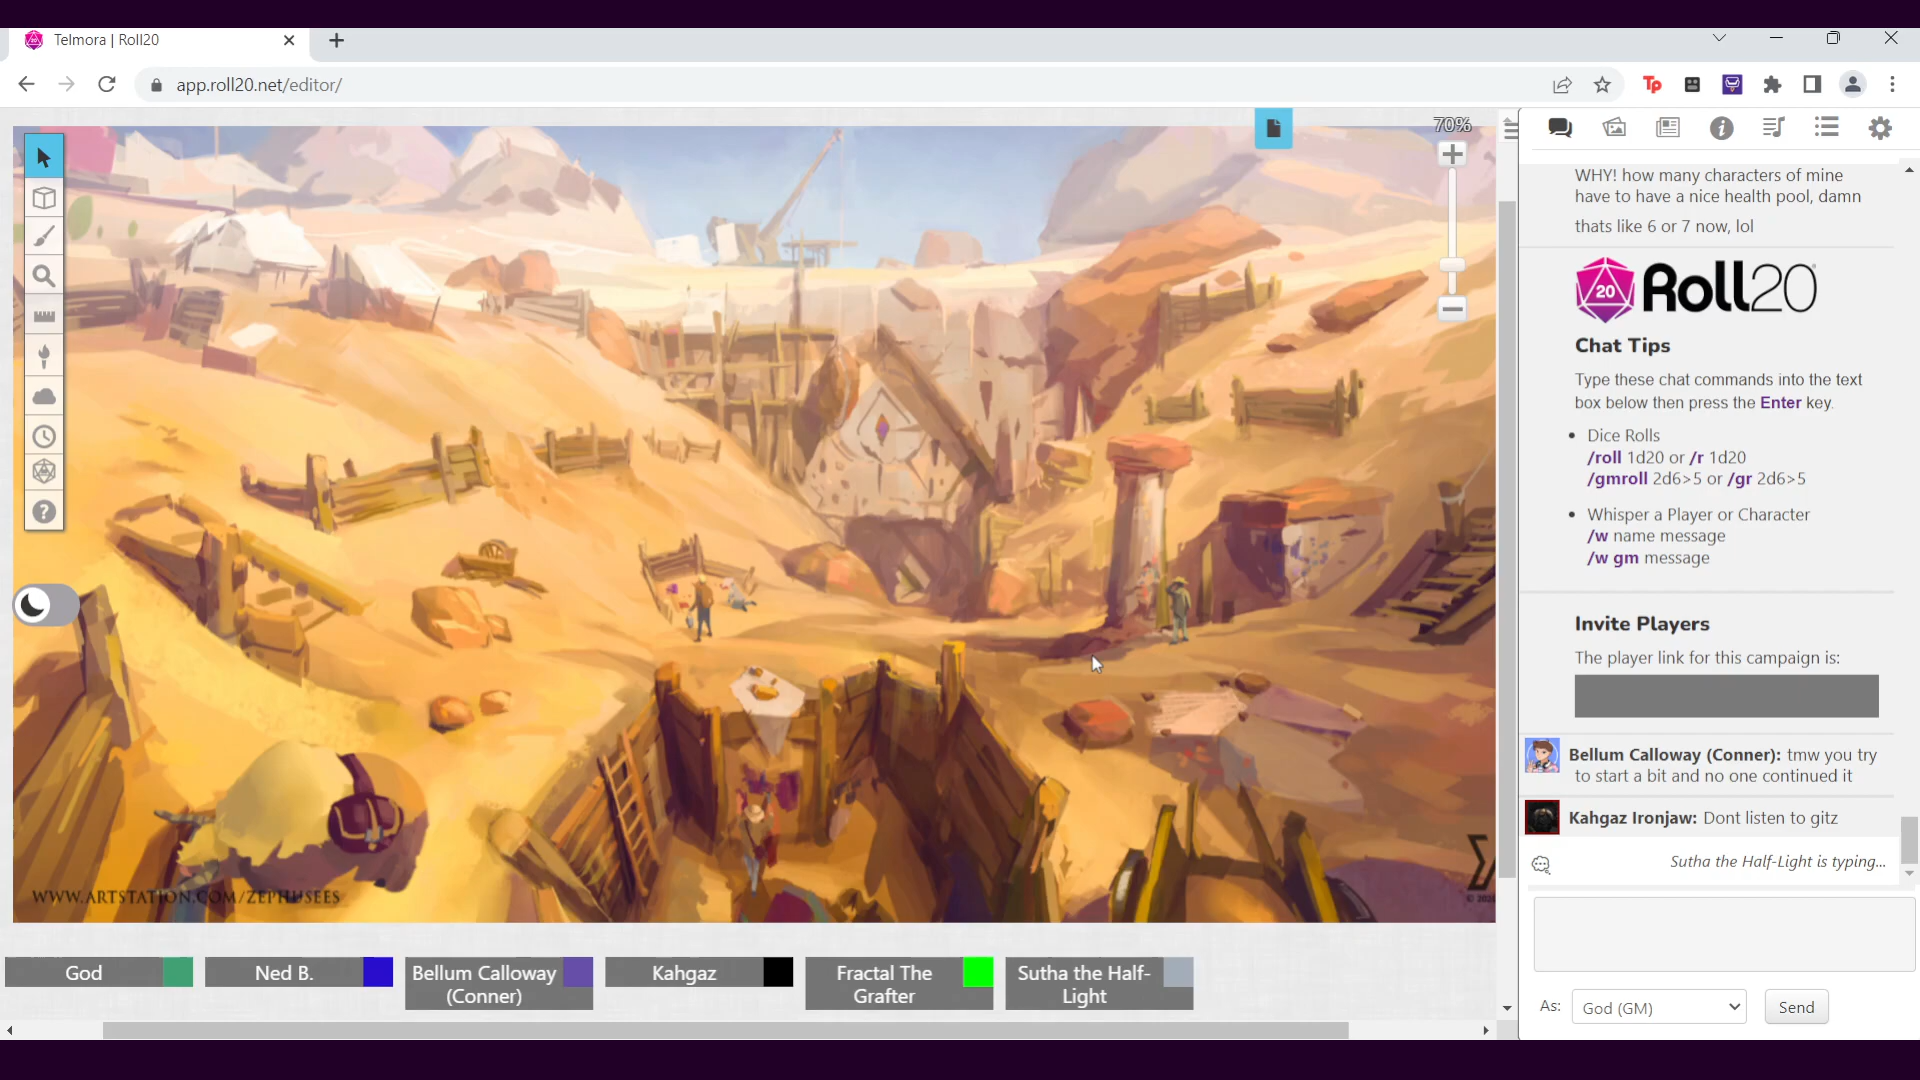 Telmora | Roll20
app.roll20.net/editor/
Tp
70%
WHY! how many characters of mine
have to have a nice health pool, damn
thats like 6 or 7 now, lol
20 Roll20
Chat Tips
Type these chat commands into the text
box below then press the Enter key.
• Dice Rolls
/roll 1d20 or /r 1d20
/gmroll 2d6>5 or /gr 2d6>5
• Whisper a Player or Character
/w name message
/w gm message
Invite Players
The player link for this campaign is:
Bellum Calloway (Conner): tmw you try
to start a bit and no one continued it
Kahgaz Ironjaw: Dont listen to gitz
Sutha the Half-Light is typing...
WWW.ARTSTATION.COM/ZEPHYSEES
God
Ned B.
Bellum Calloway
(Conner)
Kahgaz
Fractal The
Grafter
Sutha the Half-
Light
As:
God (GM)
Send